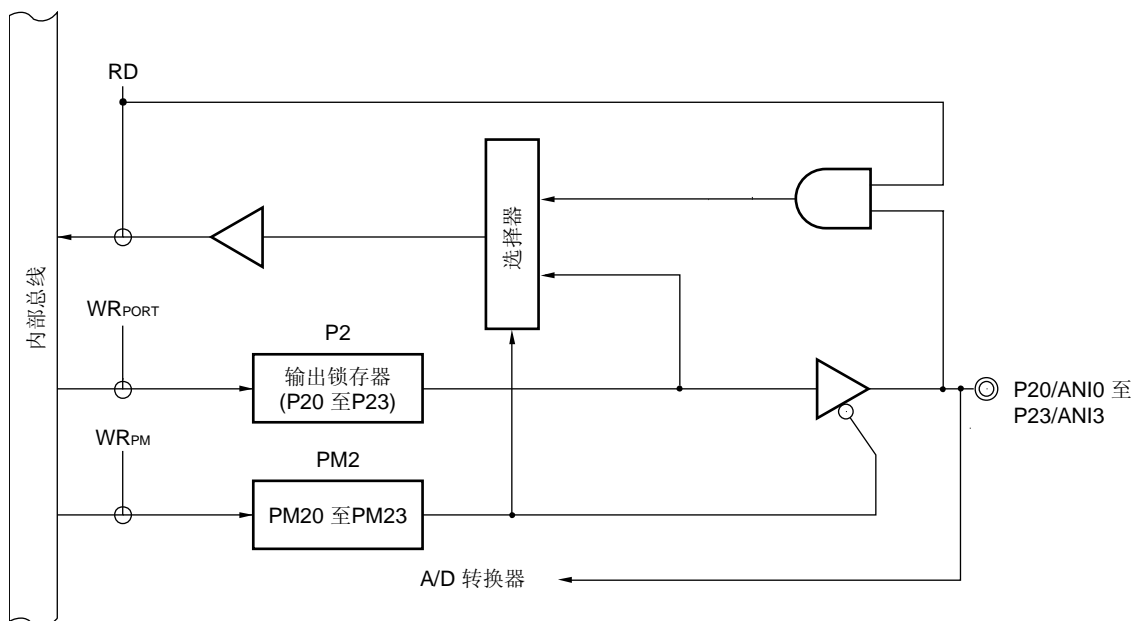 RD
选择器
内部总线
WRPORT
P2
输出锁存器
(P20 至P23)
P20/ANI0 至
P23/ANI3
WRPM
PM2
PM20 至PM23
A/D 转换器